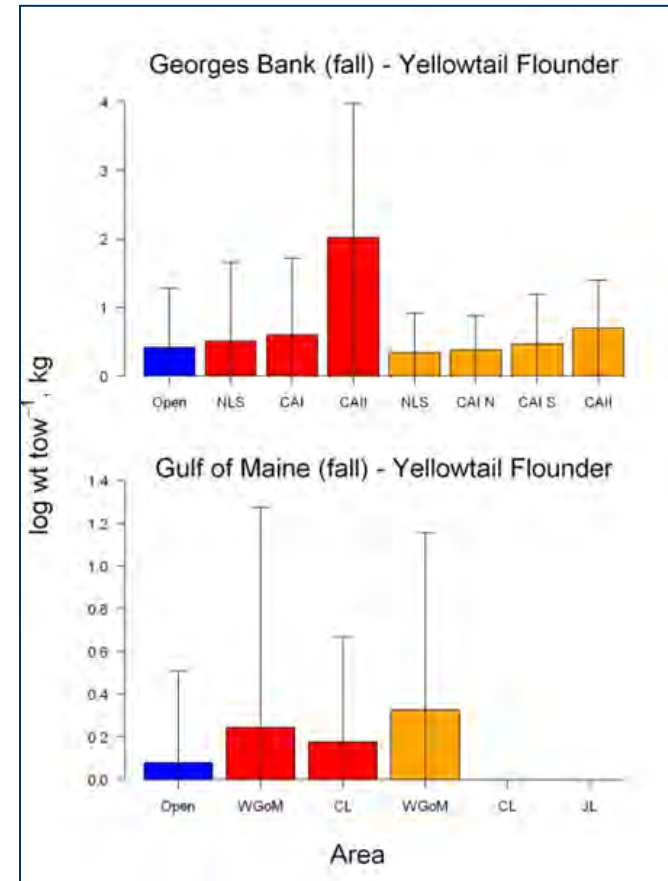 Georges Bank (fall) - Yellowtail Flounder
4
3
2
1
0
Open NLS CAI CAII NLS CAI N CAI S CAII
log wt tow⁻¹, kg
Gulf of Maine (fall) - Yellowtail Flounder
1.4
1.2
1.0
0.8
0.6
0.4
0.2
0.0
Open WGoM CL WGoM CL JL
Area